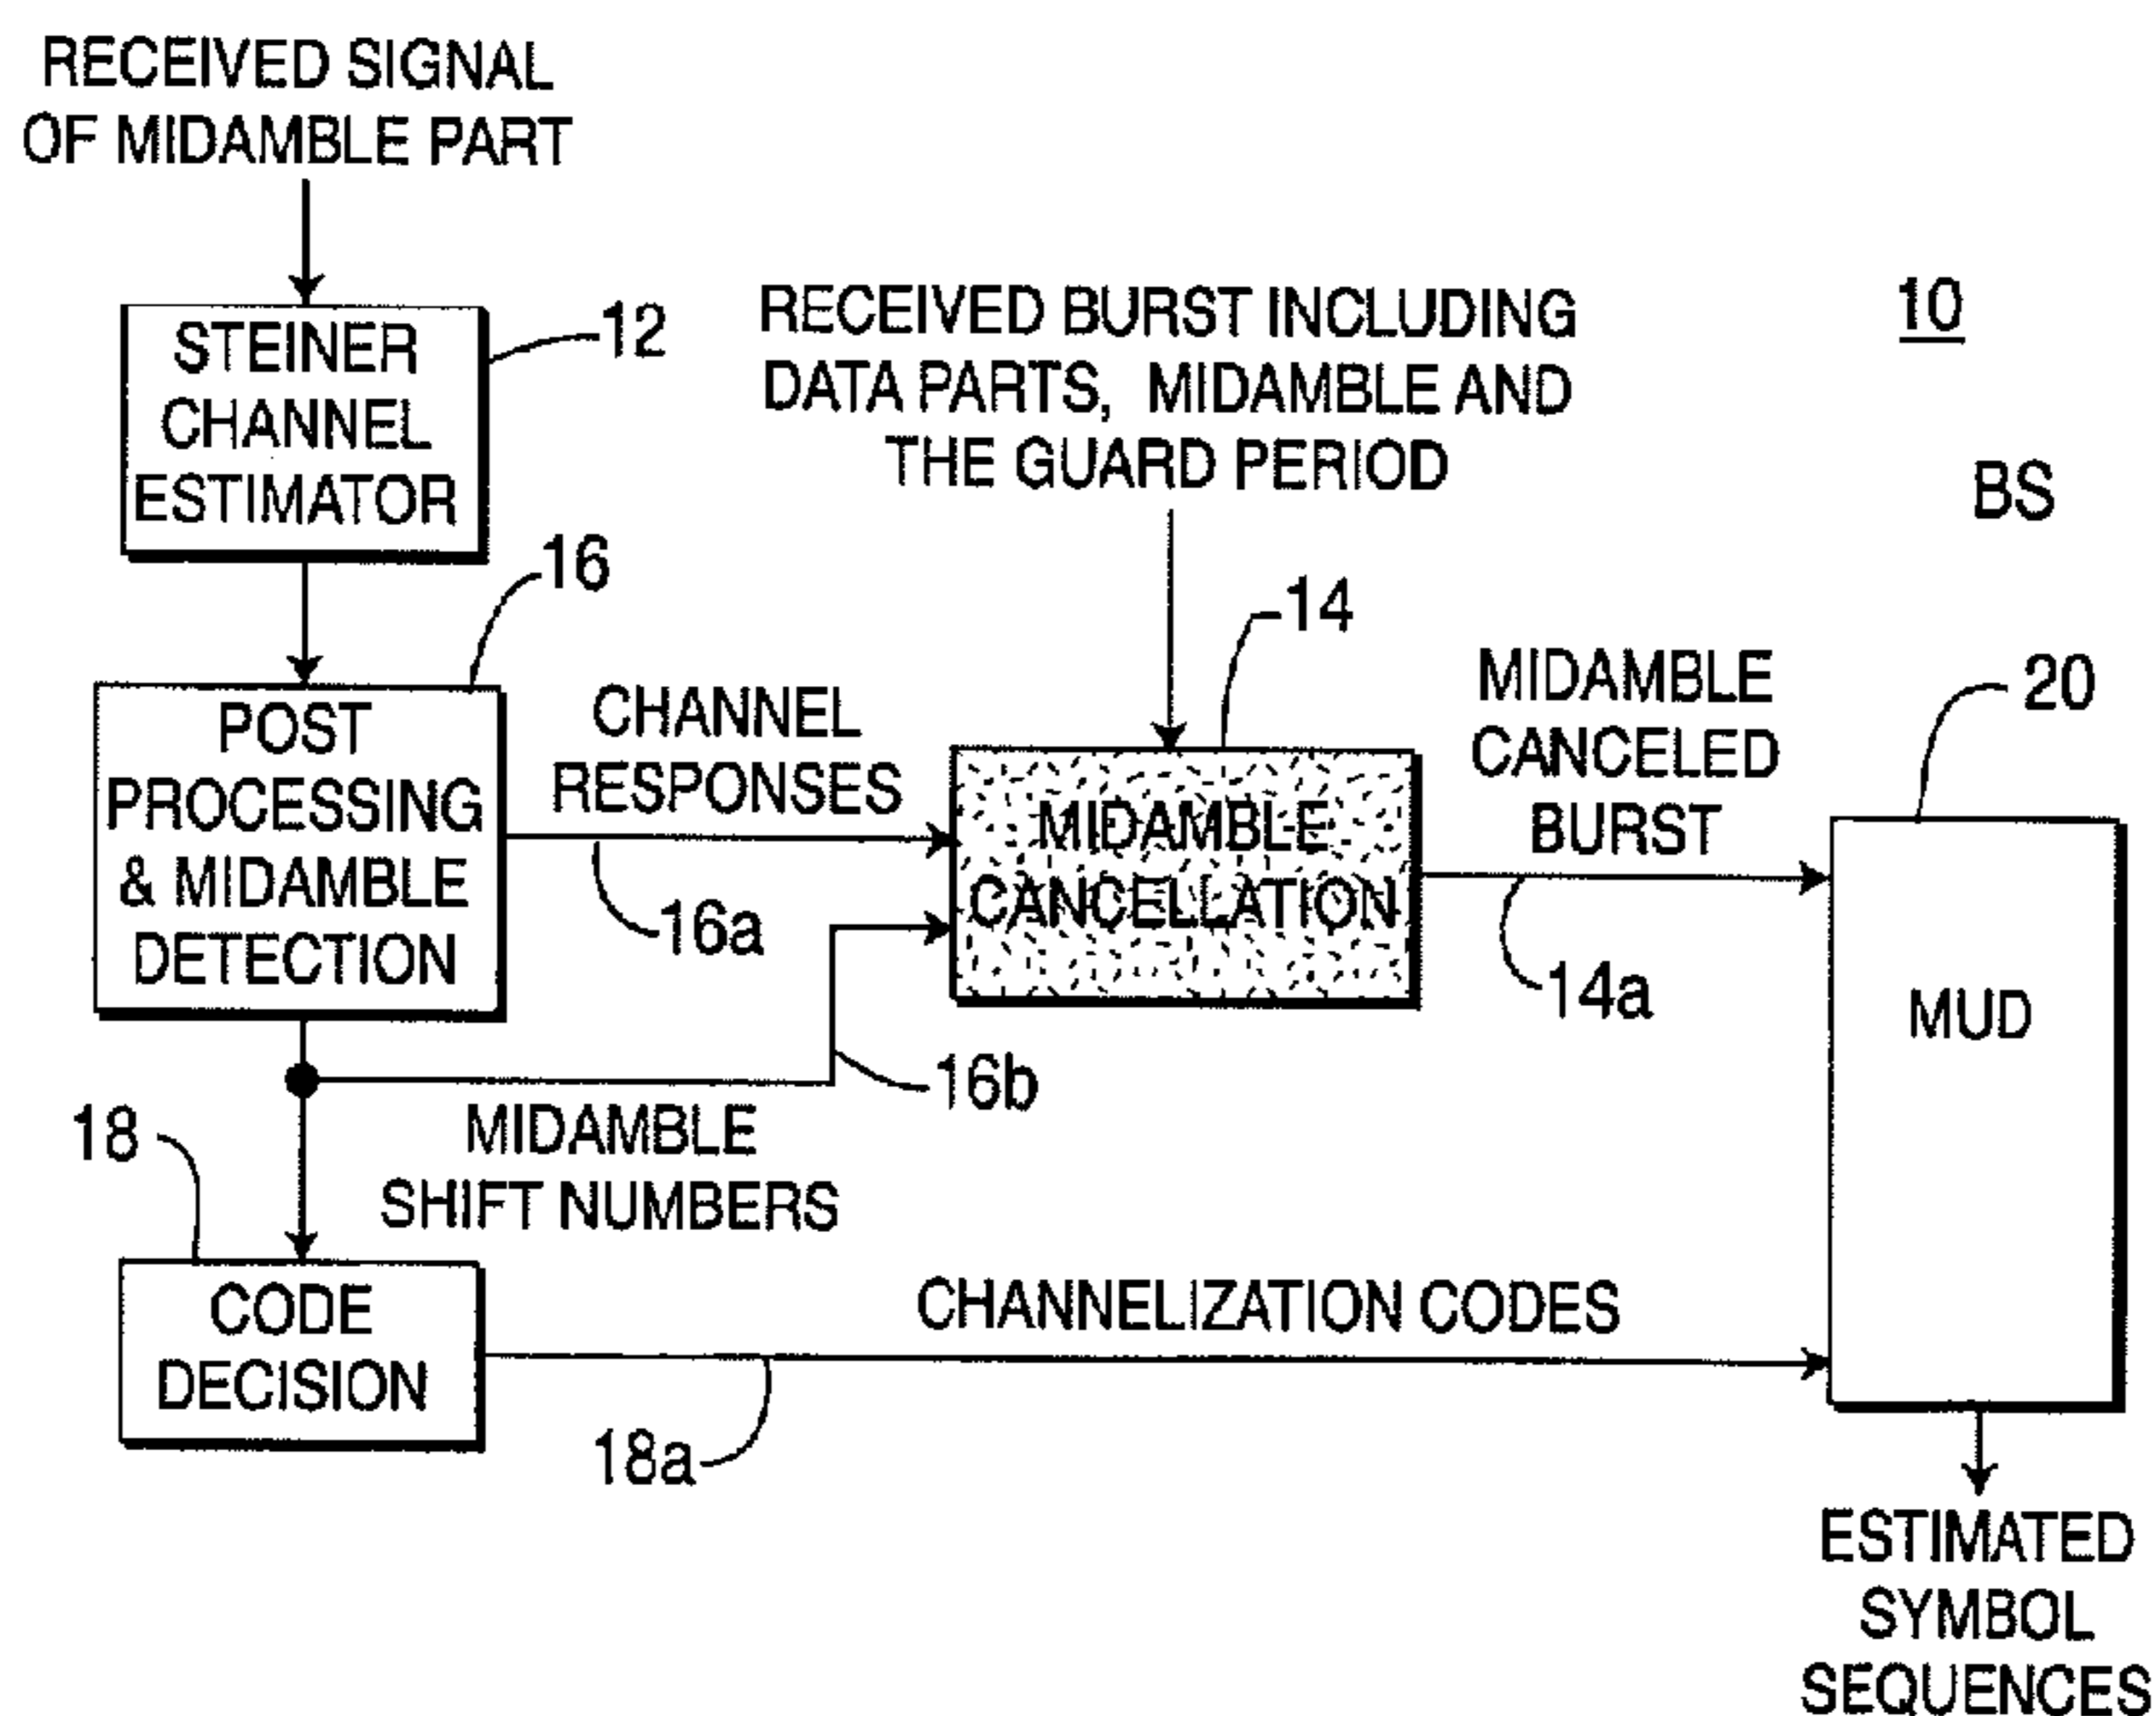 RECEIVED SIGNAL
OF MIDAMBLE PART
STEINER
CHANNEL
ESTIMATOR
12
RECEIVED BURST INCLUDING
DATA PARTS, MIDAMBLE AND
THE GUARD PERIOD
10
BS
16
14
POST
PROCESSING
& MIDAMBLE
DETECTION
CHANNEL
RESPONSES
16a
MIDAMBLE
CANCELLATION
MIDAMBLE
CANCELED
BURST
14a
20
MUD
16b
18
MIDAMBLE
SHIFT NUMBERS
CODE
DECISION
CHANNELIZATION CODES
18a
ESTIMATED
SYMBOL
SEQUENCES